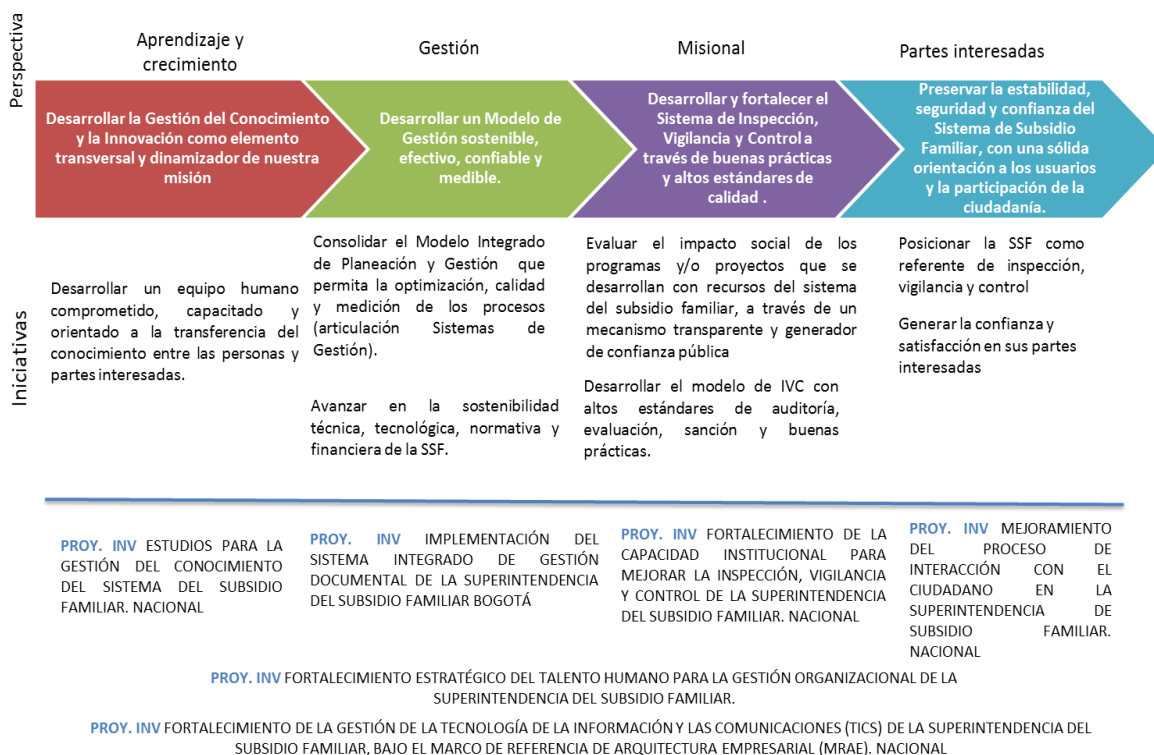 Perspectiva
Aprendizaje y
crecimiento
Gestión
Misional
Partes interesadas
Desarrollar la Gestión del Conocimiento
y la Innovación como elemento
transversal y dinamizador de nuestra
misión
Desarrollar un Modelo de
Gestión sostenible,
efectivo, confiable y
medible.
Desarrollar y fortalecer el
Sistema de Inspección,
Vigilancia y Control a
través de buenas prácticas
y altos estándares de
calidad .
Preservar la estabilidad,
seguridad y confianza del
Sistema de Subsidio
Familiar, con una sólida
orientación a los usuarios
y la participación de la
ciudadanía.
Iniciativas
Desarrollar un equipo humano
comprometido, capacitado y
orientado a la transferencia del
conocimiento entre las personas y
partes interesadas.
Consolidar el Modelo Integrado
de Planeación y Gestión que
permita la optimización, calidad
y medición de los procesos
(articulación Sistemas de
Gestión).
Avanzar en la sostenibilidad
técnica, tecnológica, normativa y
financiera de la SSF.
Evaluar el impacto social de los
programas y/o proyectos que se
desarrollan con recursos del sistema
del subsidio familiar, a través de un
mecanismo transparente y generador
de confianza pública
Desarrollar el modelo de IVC con
altos estándares de auditoría,
evaluación, sanción y buenas
prácticas.
Posicionar la SSF como
referente de inspección,
vigilancia y control
Generar la confianza y
satisfacción en sus partes
interesadas
PROY. INV ESTUDIOS PARA LA
GESTIÓN DEL CONOCIMIENTO
DEL SISTEMA DEL SUBSIDIO
FAMILIAR. NACIONAL
PROY. INV IMPLEMENTACIÓN DEL
SISTEMA INTEGRADO DE GESTIÓN
DOCUMENTAL DE LA SUPERINTENDENCIA
DEL SUBSIDIO FAMILIAR BOGOTÁ
PROY. INV FORTALECIMIENTO DE LA
CAPACIDAD INSTITUCIONAL PARA
MEJORAR LA INSPECCIÓN, VIGILANCIA
Y CONTROL DE LA SUPERINTENDENCIA
DEL SUBSIDIO FAMILIAR. NACIONAL
PROY. INV MEJORAMIENTO
DEL PROCESO DE
INTERACCIÓN CON EL
CIUDADANO EN LA
SUPERINTENDENCIA DE
SUBSIDIO FAMILIAR.
NACIONAL
PROY. INV FORTALECIMIENTO ESTRATÉGICO DEL TALENTO HUMANO PARA LA GESTIÓN ORGANIZACIONAL DE LA
SUPERINTENDENCIA DEL SUBSIDIO FAMILIAR.
PROY. INV FORTALECIMIENTO DE LA GESTIÓN DE LA TECNOLOGÍA DE LA INFORMACIÓN Y LAS COMUNICACIONES (TICS) DE LA SUPERINTENDENCIA DEL
SUBSIDIO FAMILIAR, BAJO EL MARCO DE REFERENCIA DE ARQUITECTURA EMPRESARIAL (MRAE). NACIONAL